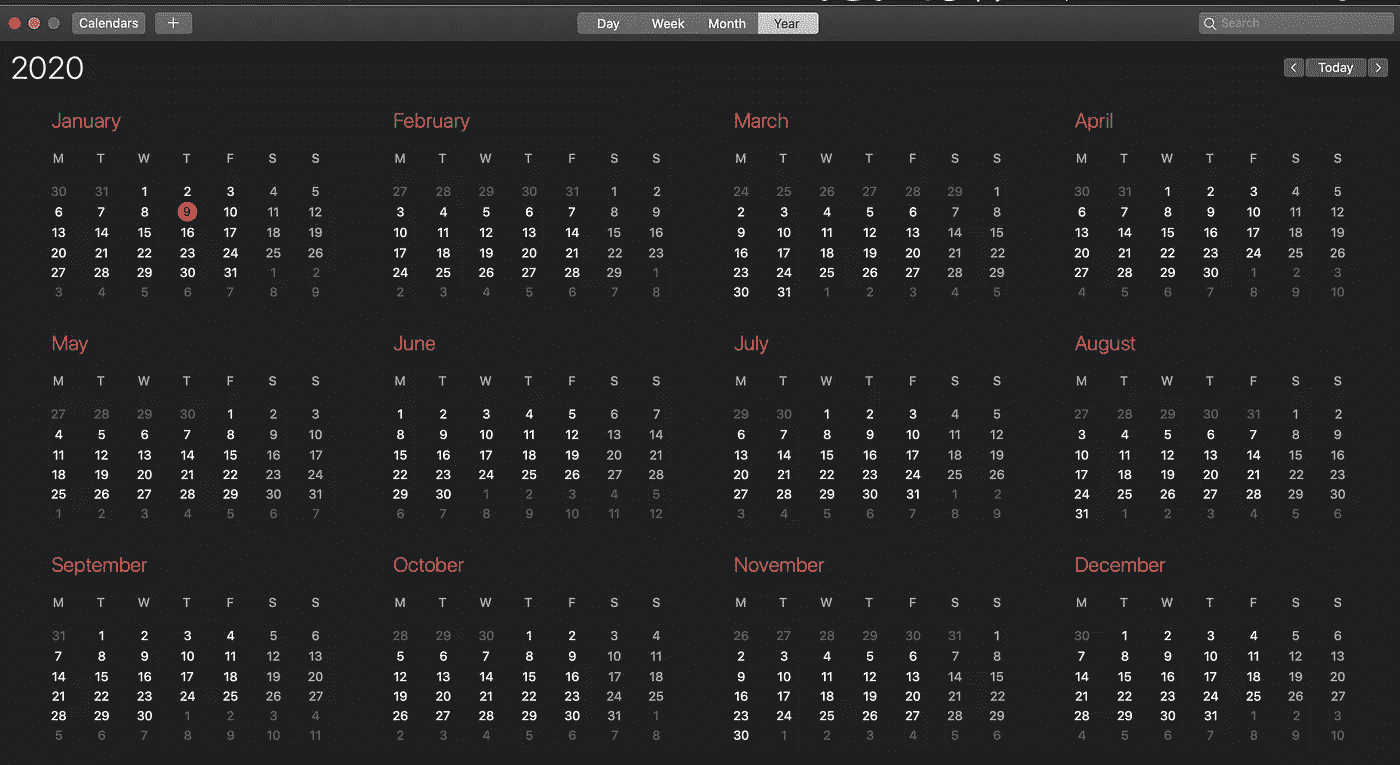 Calendars + Day Week Month Year Search
2020 < Today >
January February March April
M T W T F S S M T W T F S S M T W T F S S M T W T F S S
30 31 1 2 3 4 5 27 28 29 30 31 1 2 24 25 26 27 28 29 1 30 31 1 2 3 4 5
6 7 8 9 10 11 12 3 4 5 6 7 8 9 2 3 4 5 6 7 8 6 7 8 9 10 11 12
13 14 15 16 17 18 19 10 11 12 13 14 15 16 9 10 11 12 13 14 15 13 14 15 16 17 18 19
20 21 22 23 24 25 26 17 18 19 20 21 22 23 16 17 18 19 20 21 22 20 21 22 23 24 25 26
27 28 29 30 31 1 2 24 25 26 27 28 29 1 23 24 25 26 27 28 29 27 28 29 30 1 2 3
3 4 5 6 7 8 9 2 3 4 5 6 7 8 30 31 1 2 3 4 5 4 5 6 7 8 9 10
May June July August
M T W T F S S M T W T F S S M T W T F S S M T W T F S S
27 28 29 30 1 2 3 1 2 3 4 5 6 7 29 30 1 2 3 4 5 27 28 29 30 31 1 2
4 5 6 7 8 9 10 8 9 10 11 12 13 14 6 7 8 9 10 11 12 3 4 5 6 7 8 9
11 12 13 14 15 16 17 15 16 17 18 19 20 21 13 14 15 16 17 18 19 10 11 12 13 14 15 16
18 19 20 21 22 23 24 22 23 24 25 26 27 28 20 21 22 23 24 25 26 17 18 19 20 21 22 23
25 26 27 28 29 30 31 29 30 1 2 3 4 5 27 28 29 30 31 1 2 24 25 26 27 28 29 30
1 2 3 4 5 6 7 6 7 8 9 10 11 12 3 4 5 6 7 8 9 31 1 2 3 4 5 6
September October November December
M T W T F S S M T W T F S S M T W T F S S M T W T F S S
31 1 2 3 4 5 6 28 29 30 1 2 3 4 26 27 28 29 30 31 1 30 1 2 3 4 5 6
7 8 9 10 11 12 13 5 6 7 8 9 10 11 2 3 4 5 6 7 8 7 8 9 10 11 12 13
14 15 16 17 18 19 20 12 13 14 15 16 17 18 9 10 11 12 13 14 15 14 15 16 17 18 19 20
21 22 23 24 25 26 27 19 20 21 22 23 24 25 16 17 18 19 20 21 22 21 22 23 24 25 26 27
28 29 30 1 2 3 4 26 27 28 29 30 31 1 23 24 25 26 27 28 29 28 29 30 31 1 2 3
5 6 7 8 9 10 11 2 3 4 5 6 7 8 30 1 2 3 4 5 6 4 5 6 7 8 9 10